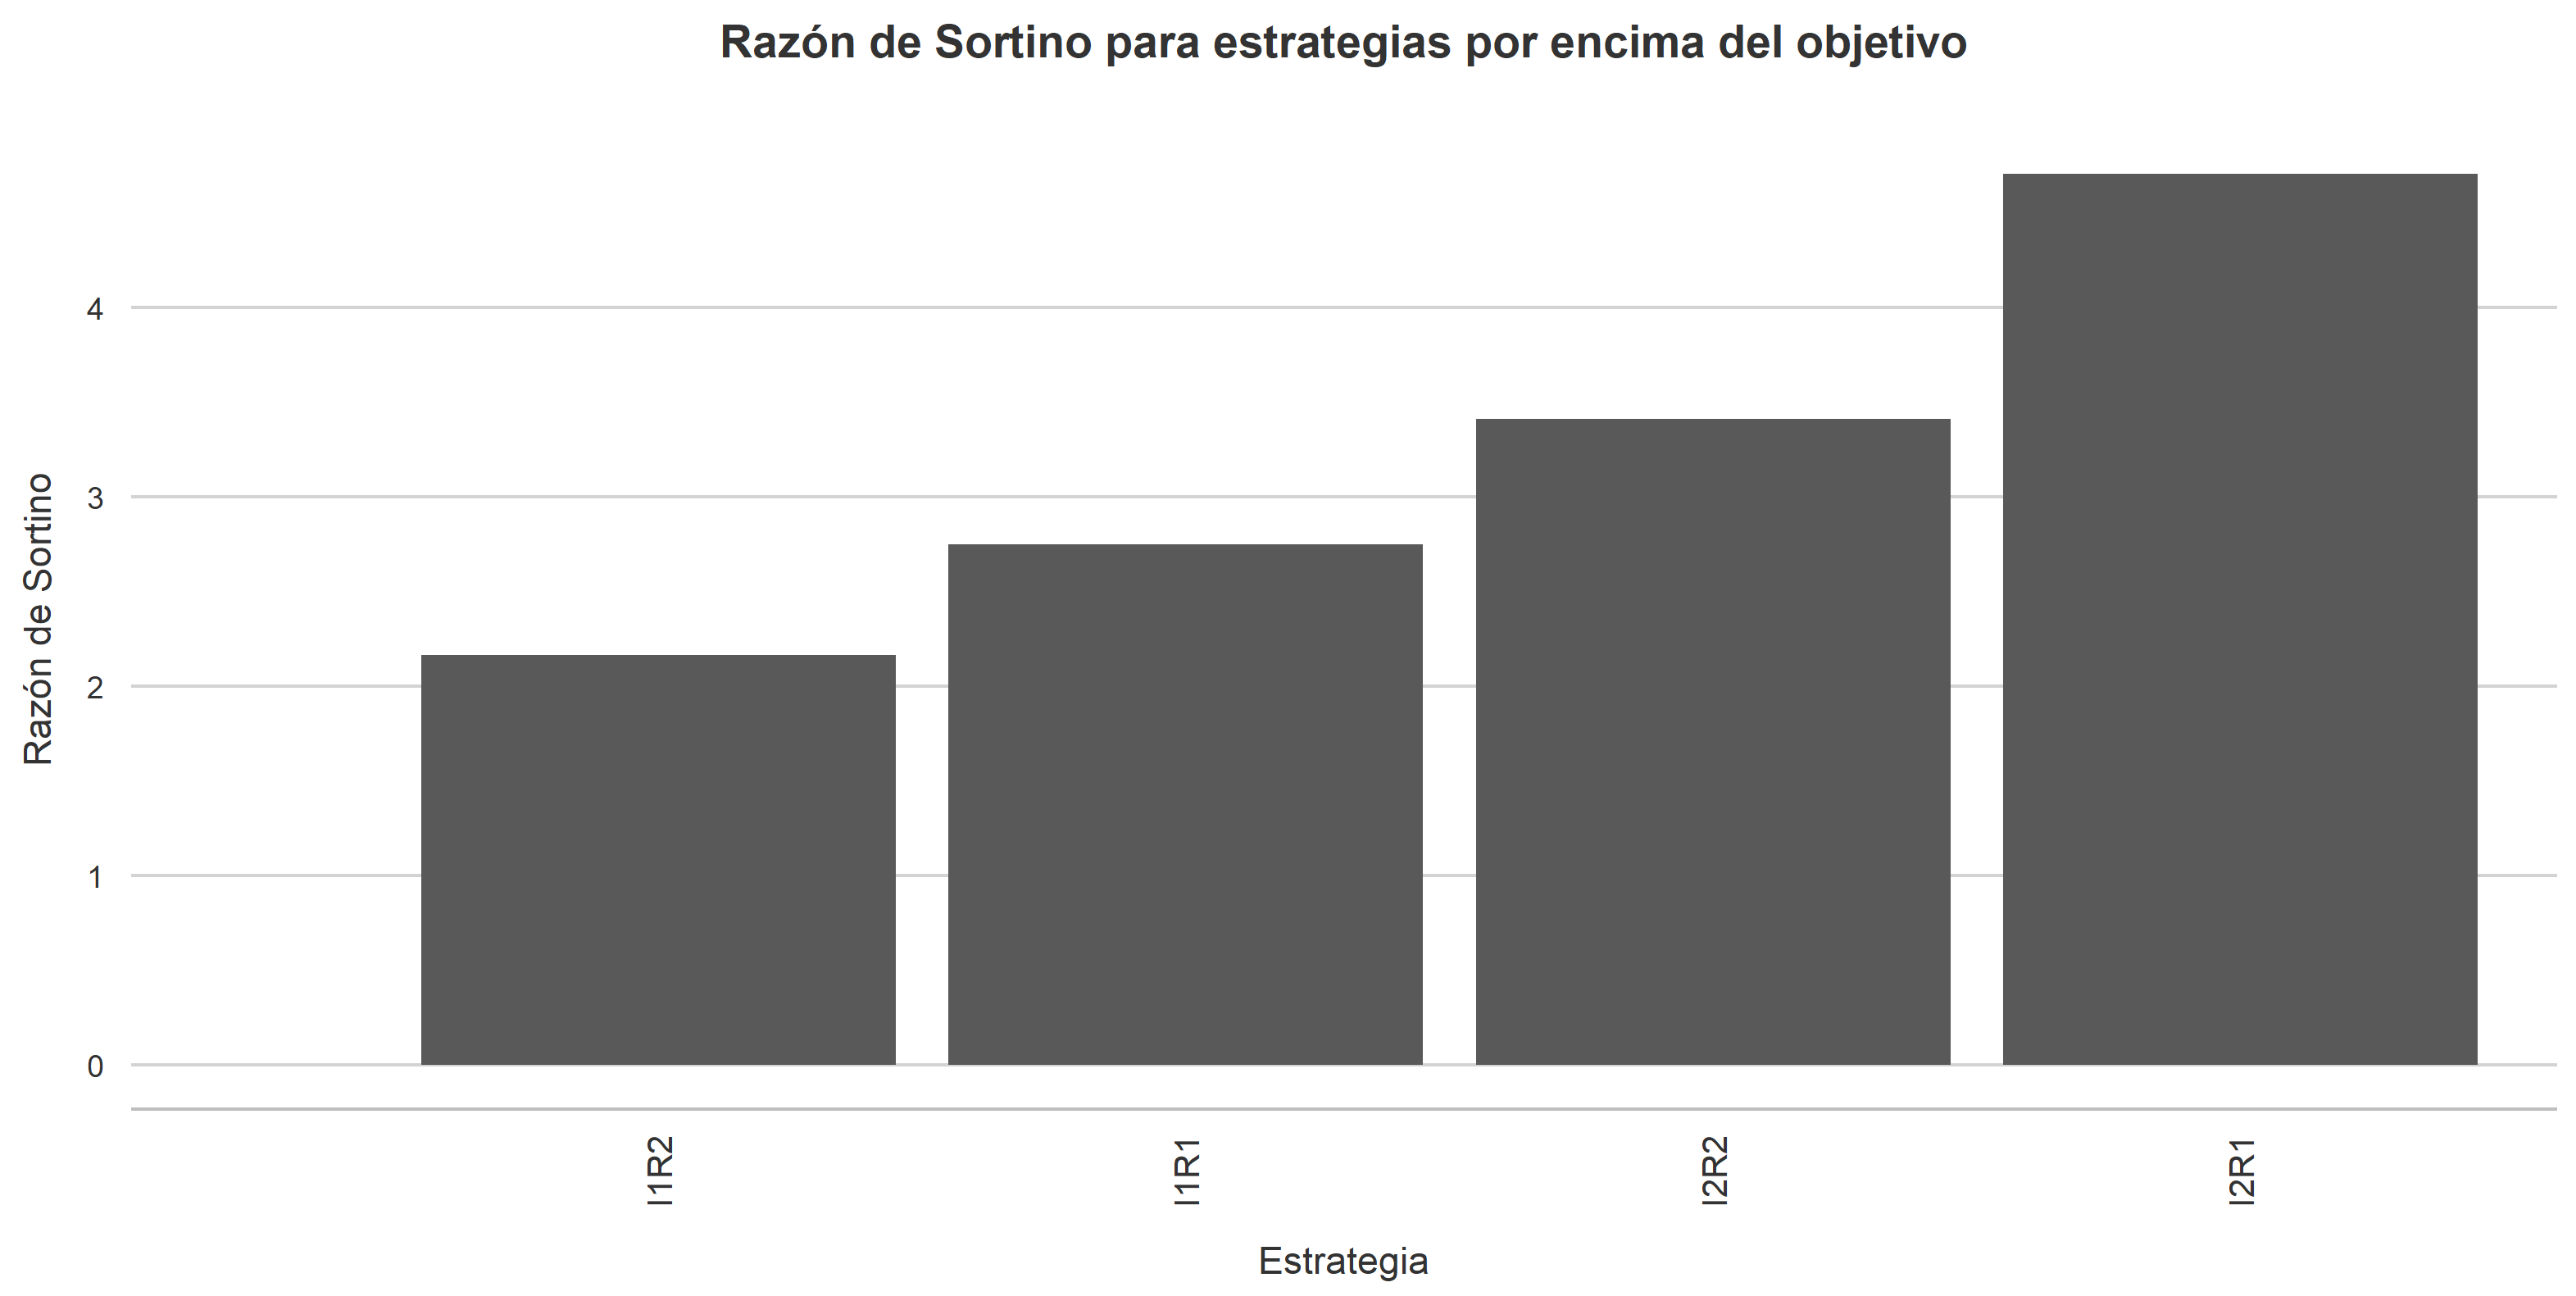 Razón de Sortino para estrategias por encima del objetivo
Razón de Sortino
4
3
2
1
0
I1R2
I1R1
I2R2
I2R1
Estrategia